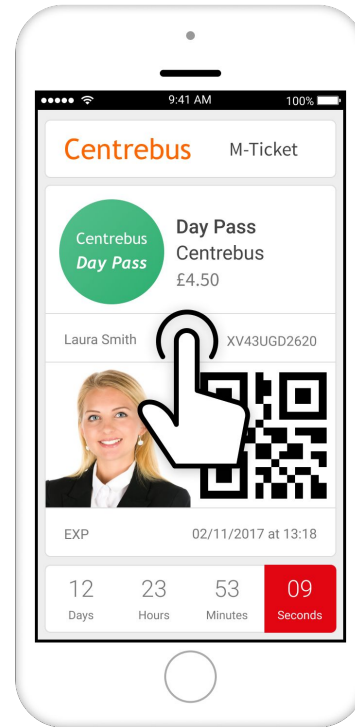 9:41 AM 100%
Centrebus M-Ticket
Centrebus
Day Pass
Day Pass
Centrebus
£4.50
Laura Smith XV43UGD2620
EXP 02/11/2017 at 13:18
12 23 53 09
Days Hours Minutes Seconds